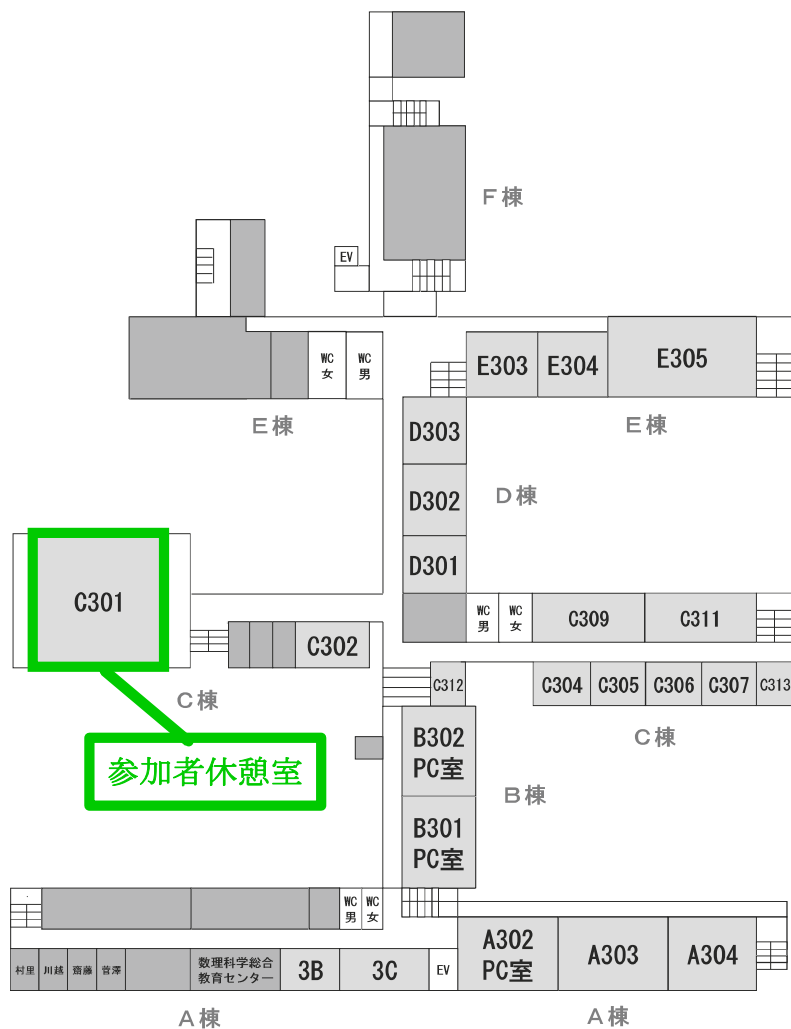 F棟
EV
WC
女
WC
男
E303
E304
E305
E棟
E棟
D303
D302
D棟
D301
C301
WC
男
WC
女
C309
C311
C302
C312
C304
C305
C306
C307
C313
C棟
C棟
参加者休憩室
B302
PC室
B棟
B301
PC室
WC
男
WC
女
村里
川越
齋藤
菅澤
数理科学総合
教育センター
3B
3C
EV
A302
PC室
A303
A304
A棟
A棟